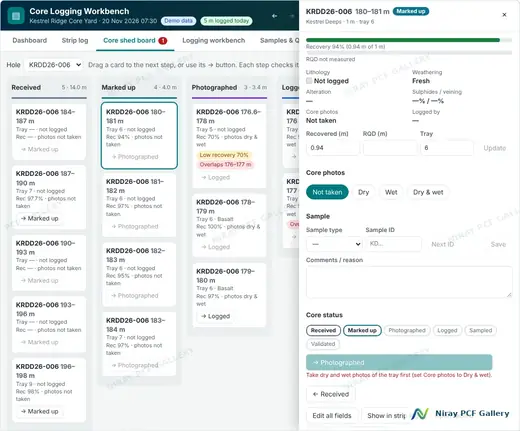 Core Logging Workbench
Kestrel Ridge Core Yard · 20 Nov 2026 07:30
Demo data
5 m logged today
Dashboard
Strip log
Core shed board
1
Logging workbench
Samples & Q
Hole
KRDD26-006
Drag a card to the next step, or use its → button. Each step checks it
Received
5 · 14.0 m
KRDD26-006 184–
187 m
Tray — · not logged
Rec — · photos not
taken
→ Marked up
KRDD26-006 187–
190 m
Tray 7 · not logged
Rec 97.7% · photos not
taken
→ Marked up
KRDD26-006 190–
193 m
Tray — · not logged
Rec — · photos not
taken
→ Marked up
KRDD26-006 193–
196 m
Tray — · not logged
Rec — · photos not
taken
→ Marked up
KRDD26-006 196–
198 m
Tray 9 · not logged
Rec 98% · photos not
taken
→ Marked up
Marked up
4 · 4.0 m
KRDD26-006 180–
181 m
Tray 6 · not logged
Rec 94% · photos not
taken
→ Photographed
KRDD26-006 181–
182 m
Tray 6 · not logged
Rec 97% · photos not
taken
→ Photographed
KRDD26-006 182–
183 m
Tray 6 · not logged
Rec 95% · photos not
taken
→ Photographed
KRDD26-006 183–
184 m
Tray 7 · not logged
Rec 97% · photos not
taken
→ Photographed
Photographed
3 · 3.4 m
KRDD26-006 176.6–
178 m
Tray 5 · not logged
Rec 70% · photos dry &
wet
Low recovery 70%
Overlaps 176–177 m
→ Logged
KRDD26-006 178–
179 m
Tray 6 · Basalt
Rec 100% · photos dry &
wet
→ Logged
KRDD26-006 179–
180 m
Tray 6 · Basalt
Rec 97% · photos dry &
wet
→ Logged
KRDD26-006 180–181 m
Marked up
Kestrel Deeps · 1 m · tray 6
Recovery 94% (0.94 m of 1 m)
RQD not measured
Lithology
Not logged
Weathering
Fresh
Alteration
—
Sulphides / veining
—% / —%
Core photos
Not taken
Logged by
—
Recovered (m)
RQD (m)
Tray
0.94
6
Update
Core photos
Not taken
Dry
Wet
Dry & wet
Sample
Sample type
Sample ID
—
KD...
Next ID
Save
Comments / reason
Core status
Received
Marked up
Photographed
Logged
Sampled
Validated
→ Photographed
Take dry and wet photos of the tray first (set Core photos to Dry & wet).
← Received
Edit all fields
Show in strip
Niray PCF Gallery